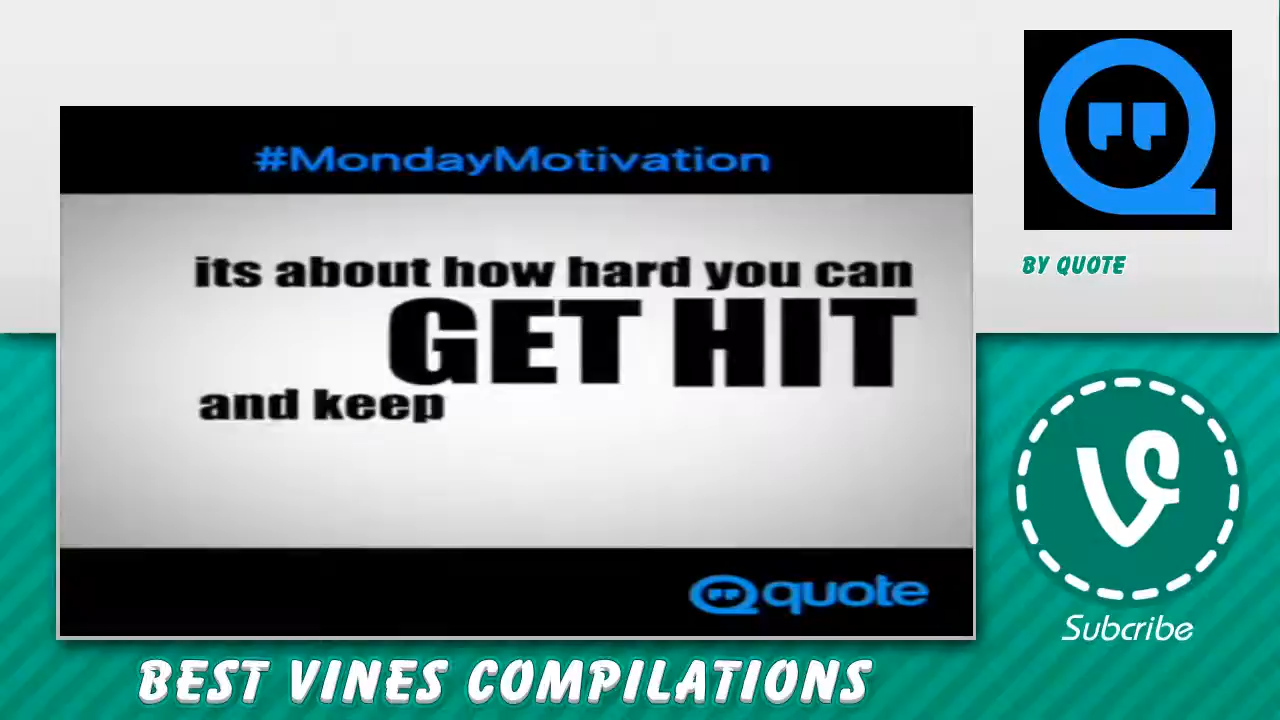 #MondayMotivation
its about how hard you can
GET HIT
and keep
quote
BY QUOTE
Subcribe
BEST VINES COMPILATIONS